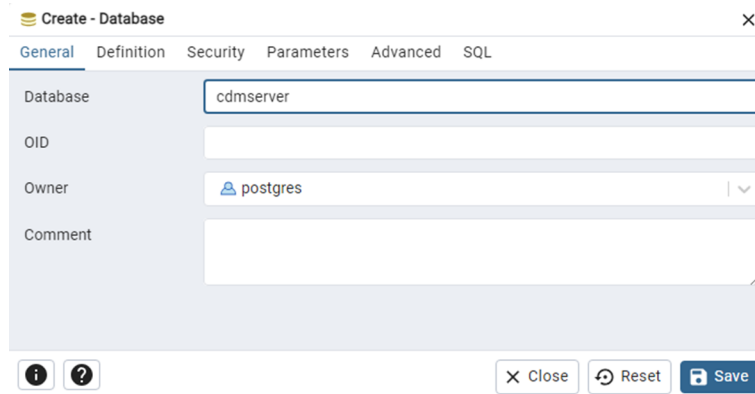 Create - Database
General Definition Security Parameters Advanced SQL
Database cdmserver
OID
Owner postgres
Comment
Close Reset Save